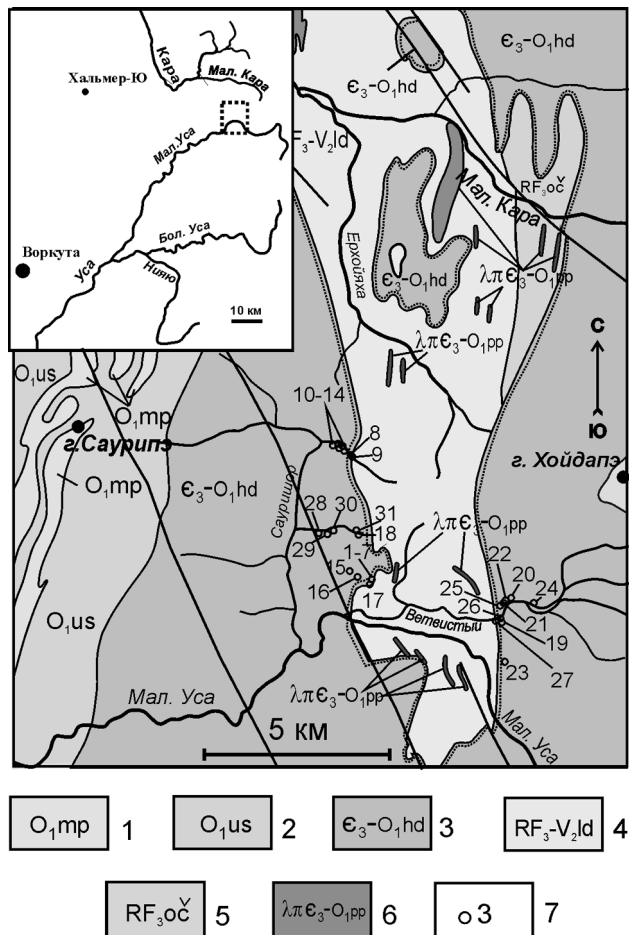 Кара
Мал. Кара
Хальмер-Ю
Мал.Уса
Бол. Уса
Воркута
Уса
Нияю
10 км
Є₃-O₁hd
Є₃-O₁hd
F₃-V₂ld
RF₃oč
Мал. Кара
Ерхойяха
Є₃-O₁hd
λπЄ₃-O₁pp
λπЄ₃-O₁pp
С
Ю
O₁us
O₁mp
г.Саурипэ
10-14
8
9
г. Хойдапэ
O₁mp
Є₃-O₁hd
Сауришор
28
30
31
29
18
1-7
15
16
17
λπЄ₃-O₁pp
22
20
24
25
26
21
19
27
23
Ветвистый
O₁us
Мал. Уса
λπЄ₃-O₁pp
Мал. Уса
5 км
O₁mp 1
O₁us 2
Є₃-O₁hd 3
RF₃-V₂ld 4
RF₃oč 5
λπЄ₃-O₁pp 6
3 7